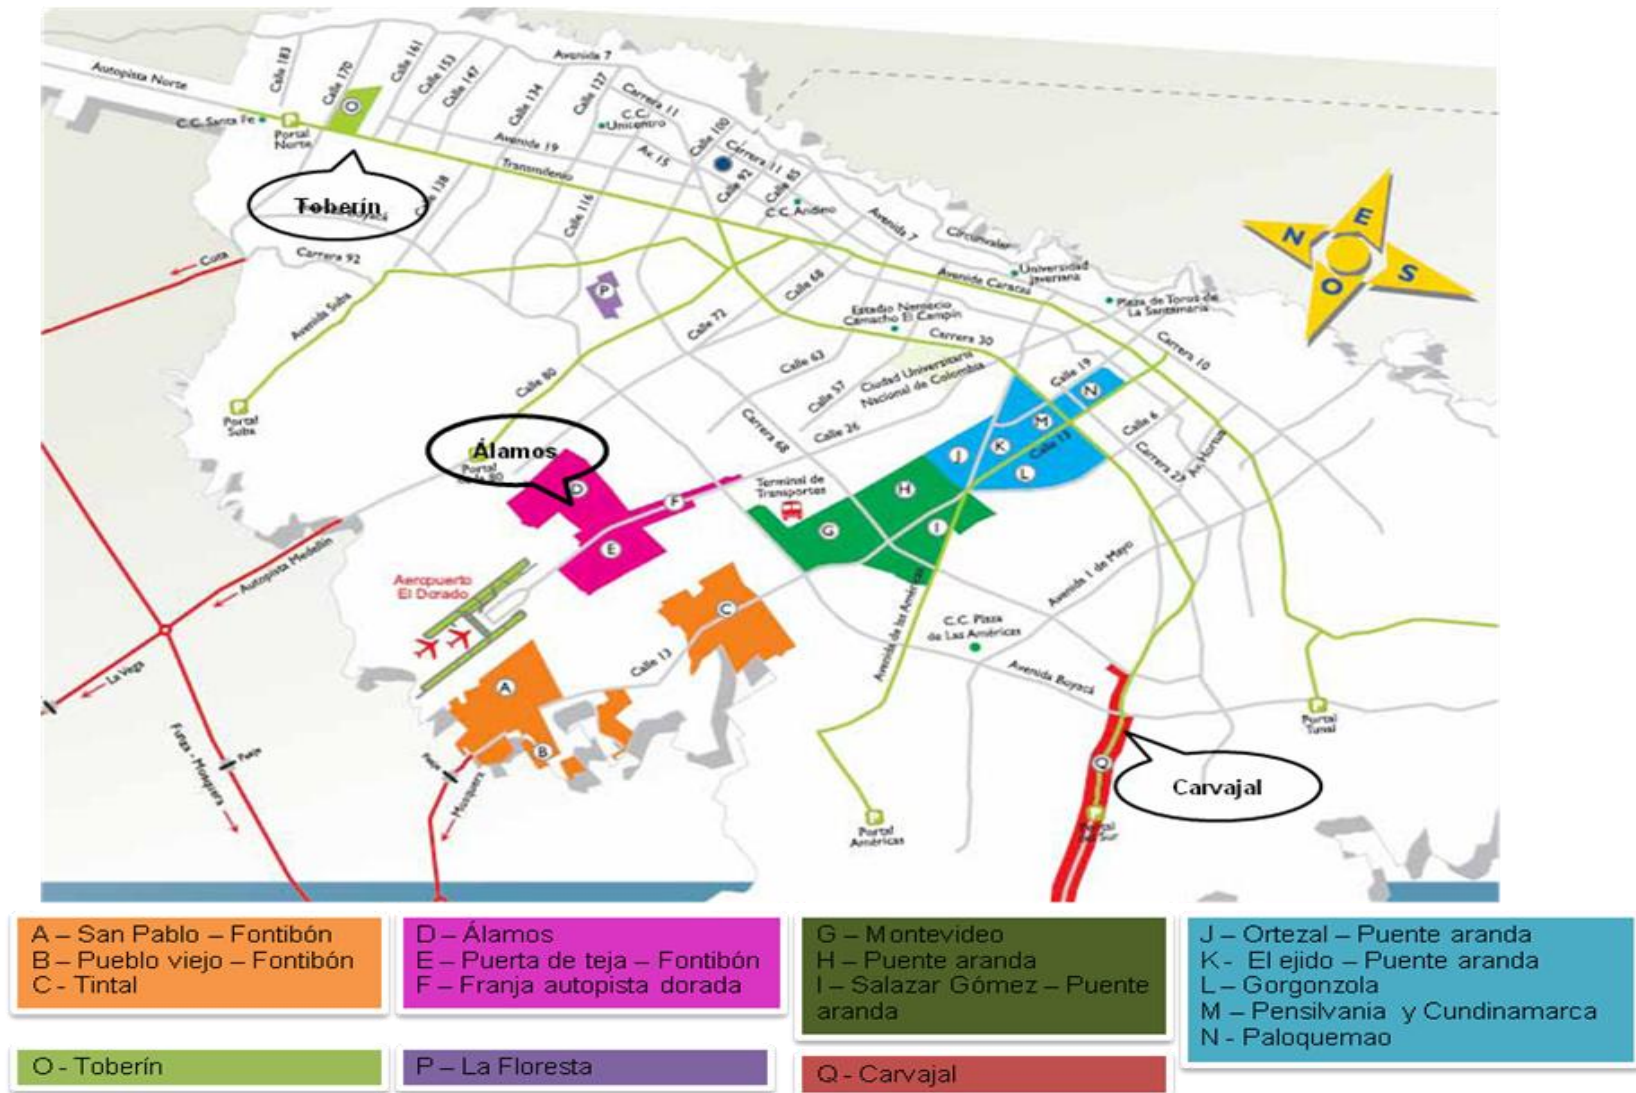 Autopista Norte
Calle 183
Calle 170
Calle 161
Calle 153
Calle 147
Calle 134
Calle 127
Avenida 7
Carrera 11
C.C. Santa Fe
Portal
Norte
O
Avenida 19
C.C.
Unicentro
Calle 100
Carrera 11
Av. 15
Transmilenio
Calle 92
Calle 85
C.C. Andino
Toberín
Boyacá
Calle 138
Calle 116
Avenida 7
Circunvalar
N
E
S
O
Cota
Carrera 92
Avenida Suba
P
Calle 72
Calle 68
Avenida Caracas
Universidad
Javeriana
Plaza de Toros de
La Santamaría
Estadio Nemecio
Camacho El Campín
Carrera 30
Carrera 10
Calle 63
Calle 57
Ciudad Universitaria
Nacional de Colombia
Calle 19
N
M
Calle 80
Portal
Suba
Carrera 68
Calle 26
Calle 6
K
Calle 13
J
L
Carrera 27
Av. Hortua
Álamos
Portal
Calle 80
D
F
E
Terminal de
Transportes
H
G
I
Autopista Medellín
Aeropuerto
El Dorado
C
Avenida 1 de Mayo
Avenida de las Américas
C.C. Plaza
de Las Américas
Calle 13
A
Avenida Boyacá
La Vega
B
Peaje
Funza - Mosquera
Peaje
Mosquera
Portal
Tunal
Q
Carvajal
Portal
Américas
Portal
Sur
A – San Pablo – Fontibón
B – Pueblo viejo – Fontibón
C - Tintal
D – Álamos
E – Puerta de teja – Fontibón
F – Franja autopista dorada
G – Montevideo
H – Puente aranda
I – Salazar Gómez – Puente
aranda
J – Ortezal – Puente aranda
K- El ejido – Puente aranda
L – Gorgonzola
M – Pensilvania y Cundinamarca
N - Paloquemao
O - Toberín
P – La Floresta
Q - Carvajal